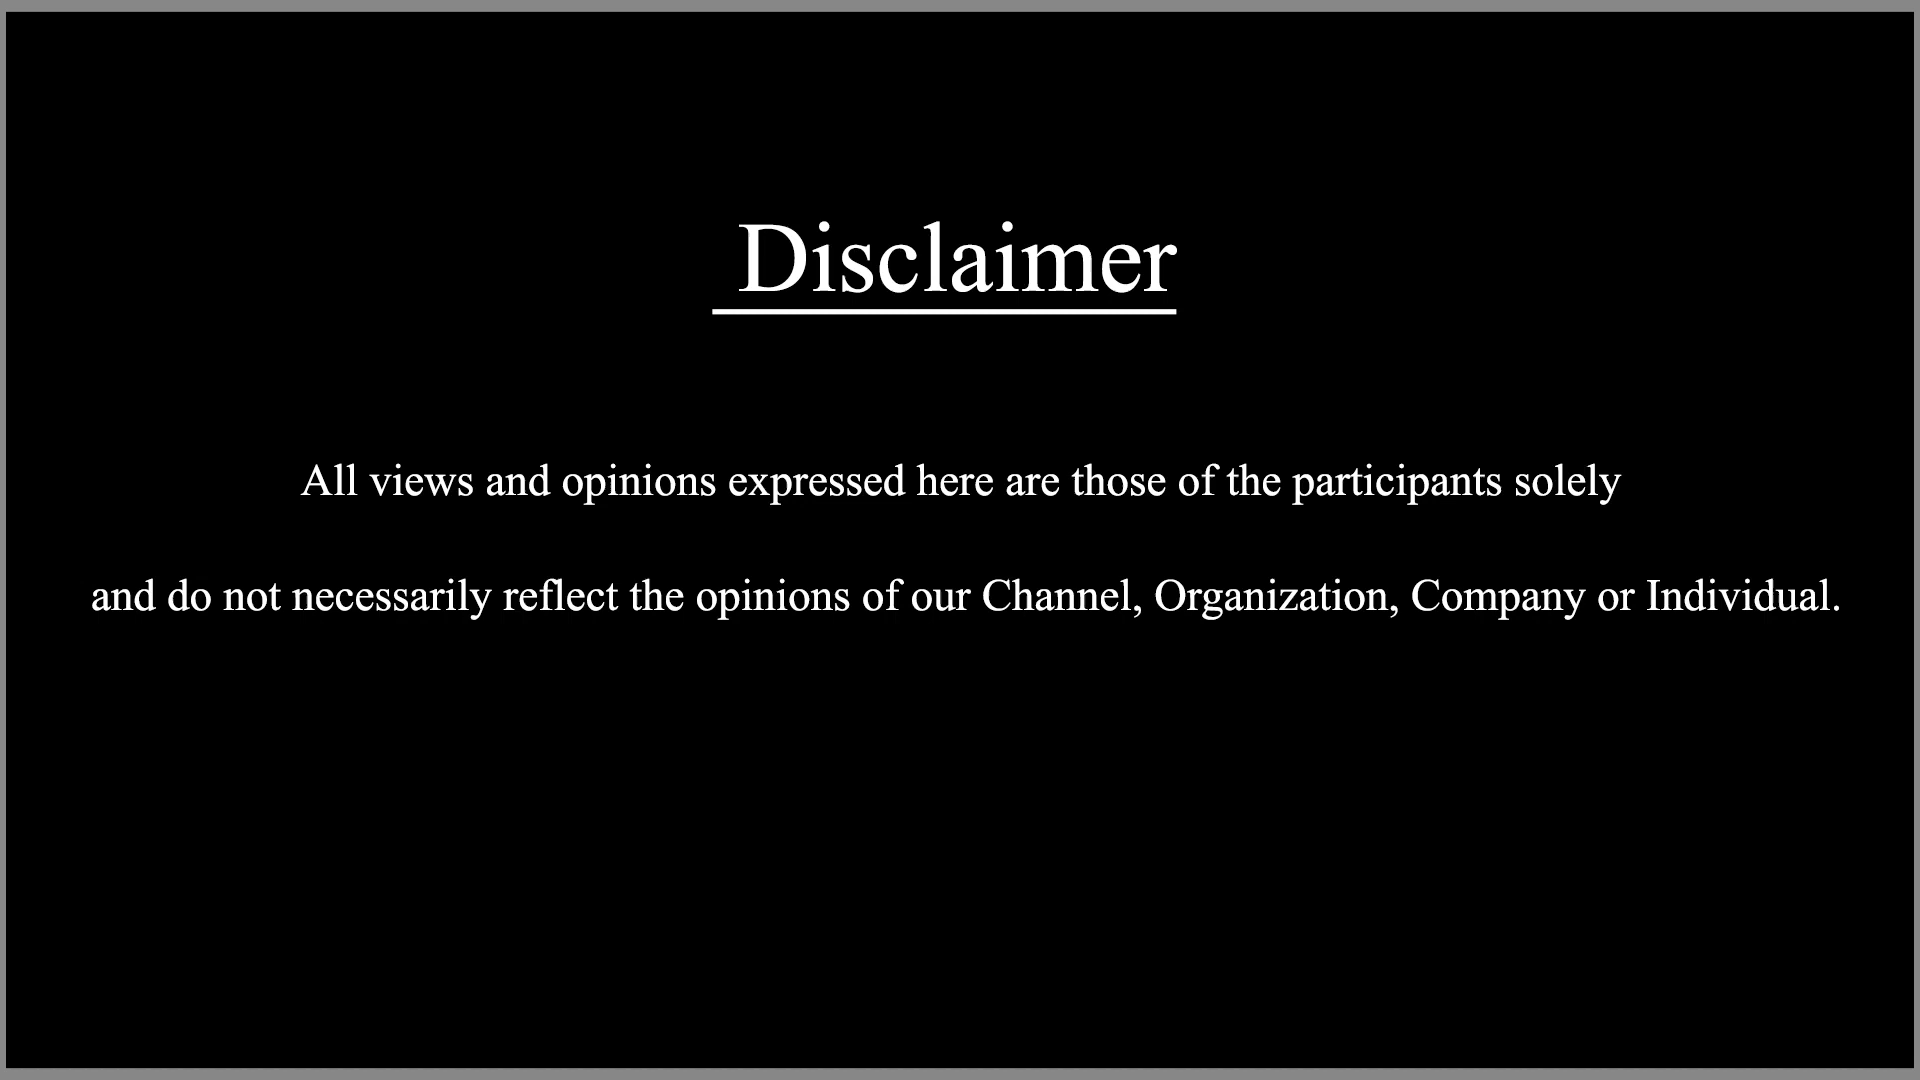 Disclaimer
All views and opinions expressed here are those of the participants solely
and do not necessarily reflect the opinions of our Channel, Organization, Company or Individual.